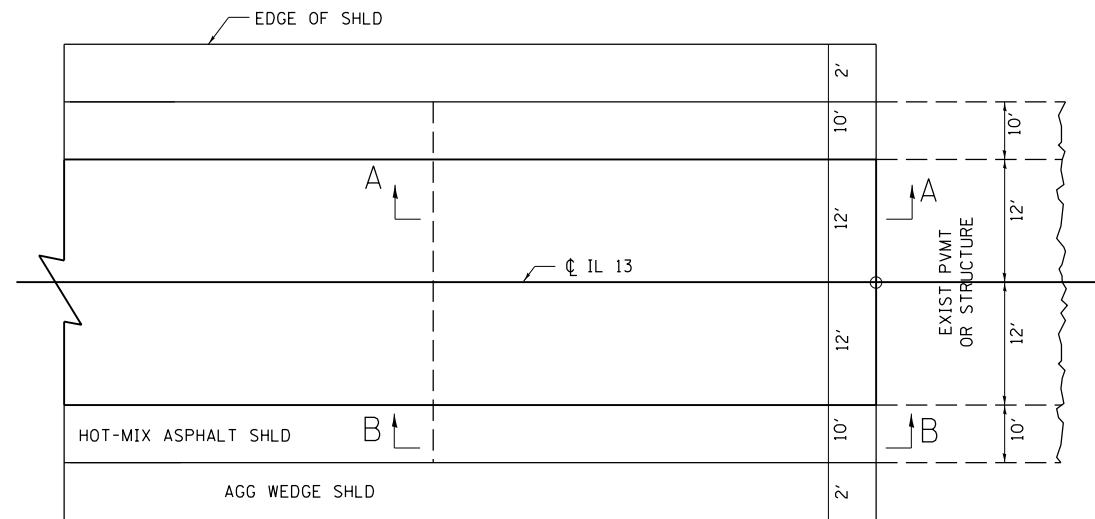 EDGE OF SHLD
2'
10'
10'
A
A
12'
12'
℄ IL 13
EXIST PVMT
OR STRUCTURE
12'
12'
HOT-MIX ASPHALT SHLD
B
10'
B
10'
AGG WEDGE SHLD
2'